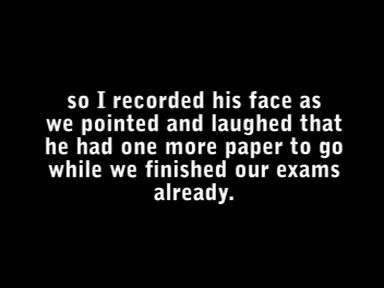 so I recorded his face as
we pointed and laughed that
he had one more paper to go
while we finished our exams
already.